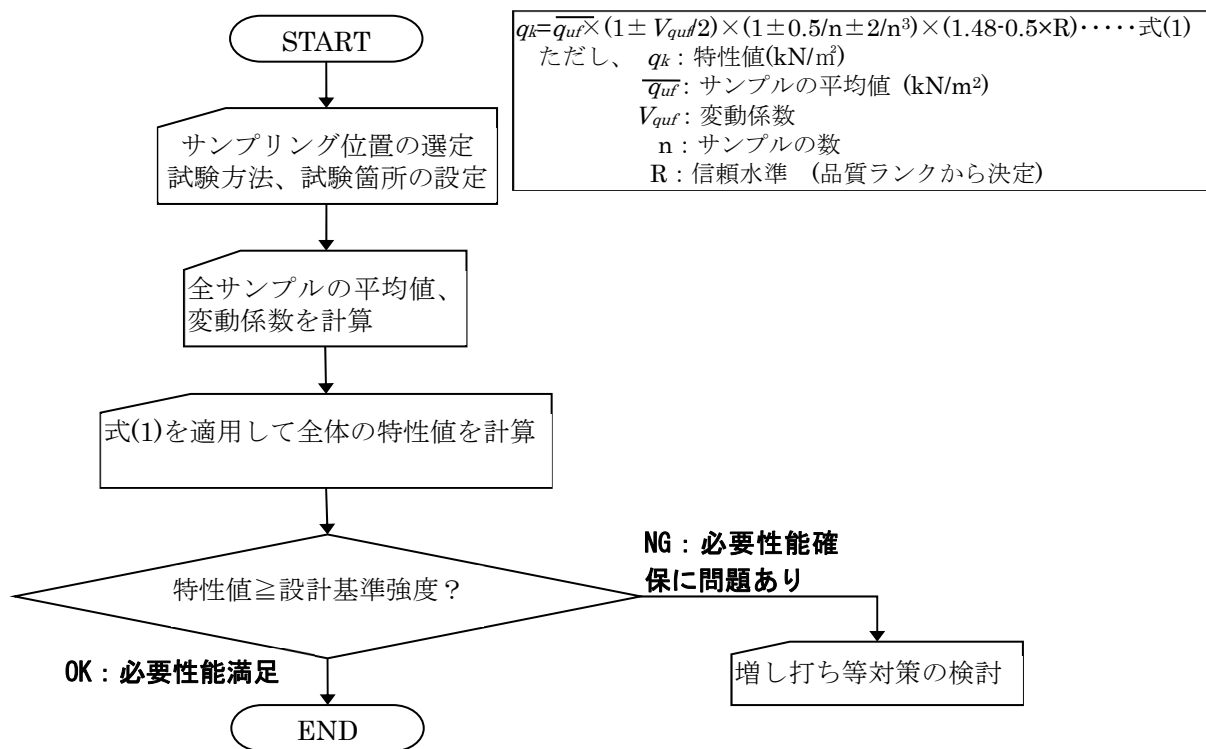 START
q̅k̅=q̅u̅f̅×(1± Vquf/2)×(1±0.5/n±2/n³)×(1.48-0.5×R)‥‥‥式(1)
ただし、 qk : 特性値(kN/㎡)
quf : サンプルの平均値 (kN/m²)
Vquf : 変動係数
n : サンプルの数
R : 信頼水準 (品質ランクから決定)
サンプリング位置の選定
試験方法、試験箇所の設定
全サンプルの平均値、
変動係数を計算
式(1)を適用して全体の特性値を計算
特性値≧設計基準強度？
NG：必要性能確
保に問題あり
OK：必要性能満足
増し打ち等対策の検討
END